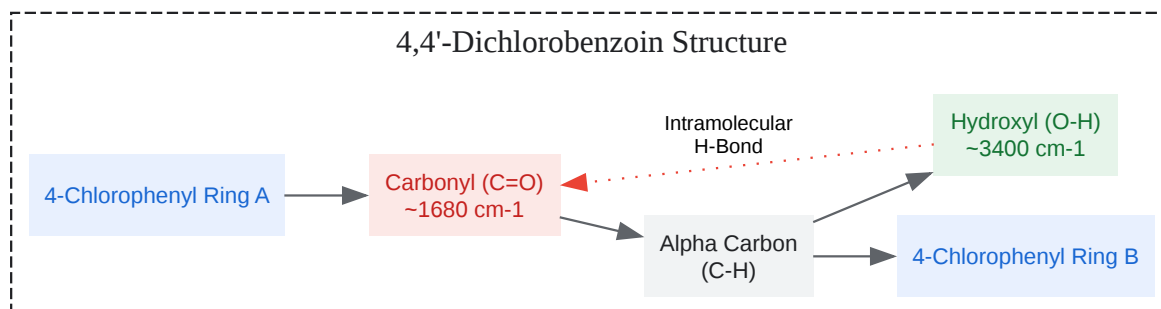 4,4'-Dichlorobenzoin Structure
Intramolecular
H-Bond
Hydroxyl (O-H)
~3400 cm-1
4-Chlorophenyl Ring A
Carbonyl (C=O)
~1680 cm-1
Alpha Carbon
(C-H)
4-Chlorophenyl Ring B